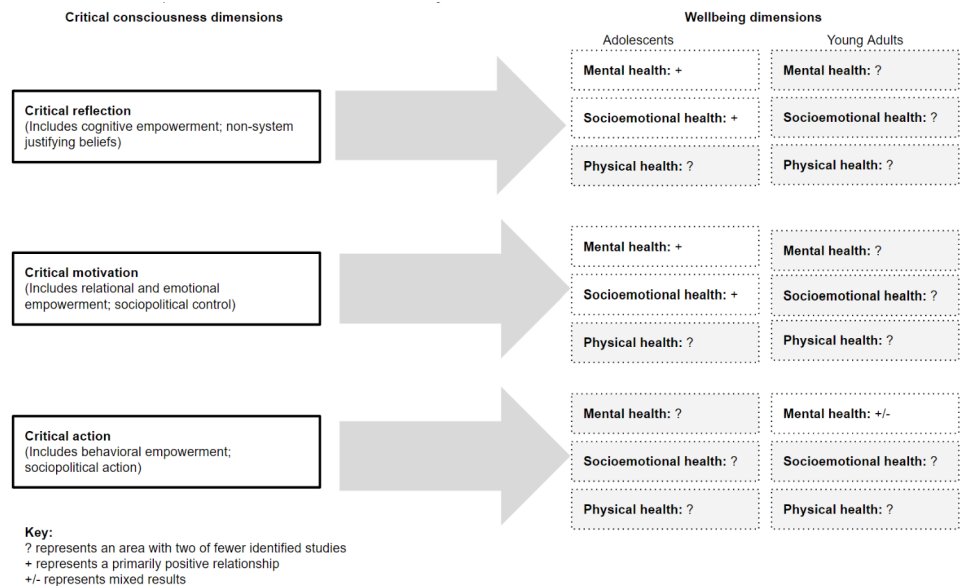 Critical consciousness dimensions
Wellbeing dimensions
Adolescents
Young Adults
Critical reflection
(Includes cognitive empowerment; non-system
justifying beliefs)
Mental health: +
Mental health: ?
Socioemotional health: +
Socioemotional health: ?
Physical health: ?
Physical health: ?
Critical motivation
(Includes relational and emotional
empowerment; sociopolitical control)
Mental health: +
Mental health: ?
Socioemotional health: +
Socioemotional health: ?
Physical health: ?
Physical health: ?
Critical action
(Includes behavioral empowerment;
sociopolitical action)
Mental health: ?
Mental health: +/-
Socioemotional health: ?
Socioemotional health: ?
Physical health: ?
Physical health: ?
Key:
? represents an area with two of fewer identified studies
+ represents a primarily positive relationship
+/- represents mixed results